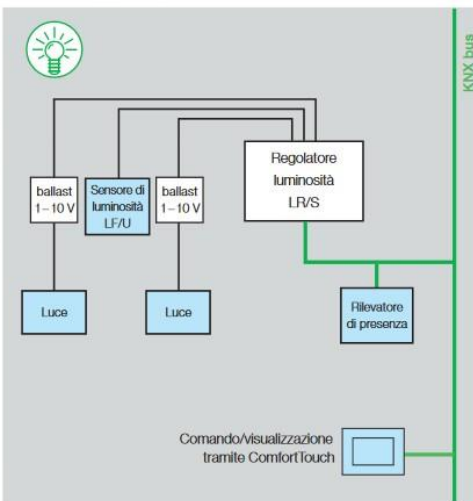 KNX bus
Regolatore
luminosità
LR/S
ballast
1–10 V
Sensore di
luminosità
LF/U
ballast
1–10 V
Luce
Luce
Rilevatore
di presenza
Comando/visualizzazione
tramite ComfortTouch